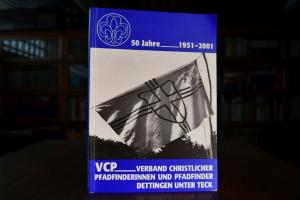 50 Jahre 1951-2001
VCP VERBAND CHRISTLICHER
PFADFINDERINNEN UND PFADFINDER
DETTINGEN UNTER TECK